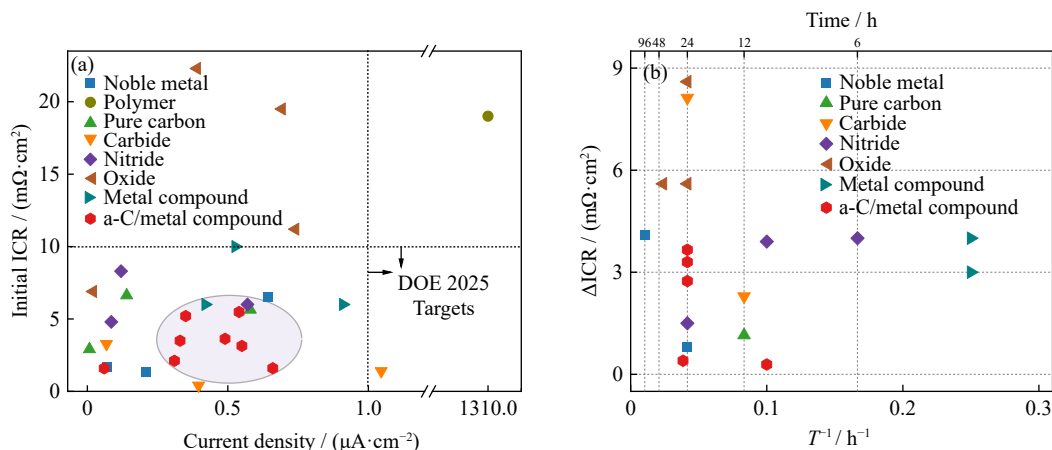 (a)
Noble metal
Polymer
Pure carbon
Carbide
Nitride
Oxide
Metal compound
a-C/metal compound
DOE 2025
Targets
Initial ICR / (mΩ·cm²)
20
15
10
5
0
0
0.5
1.0
1310.0
Current density / (μA·cm⁻²)
Time / h
96
48
24
12
6
(b)
Noble metal
Pure carbon
Carbide
Nitride
Oxide
Metal compound
a-C/metal compound
ΔICR / (mΩ·cm²)
9
6
3
0
0
0.1
0.2
0.3
T⁻¹ / h⁻¹